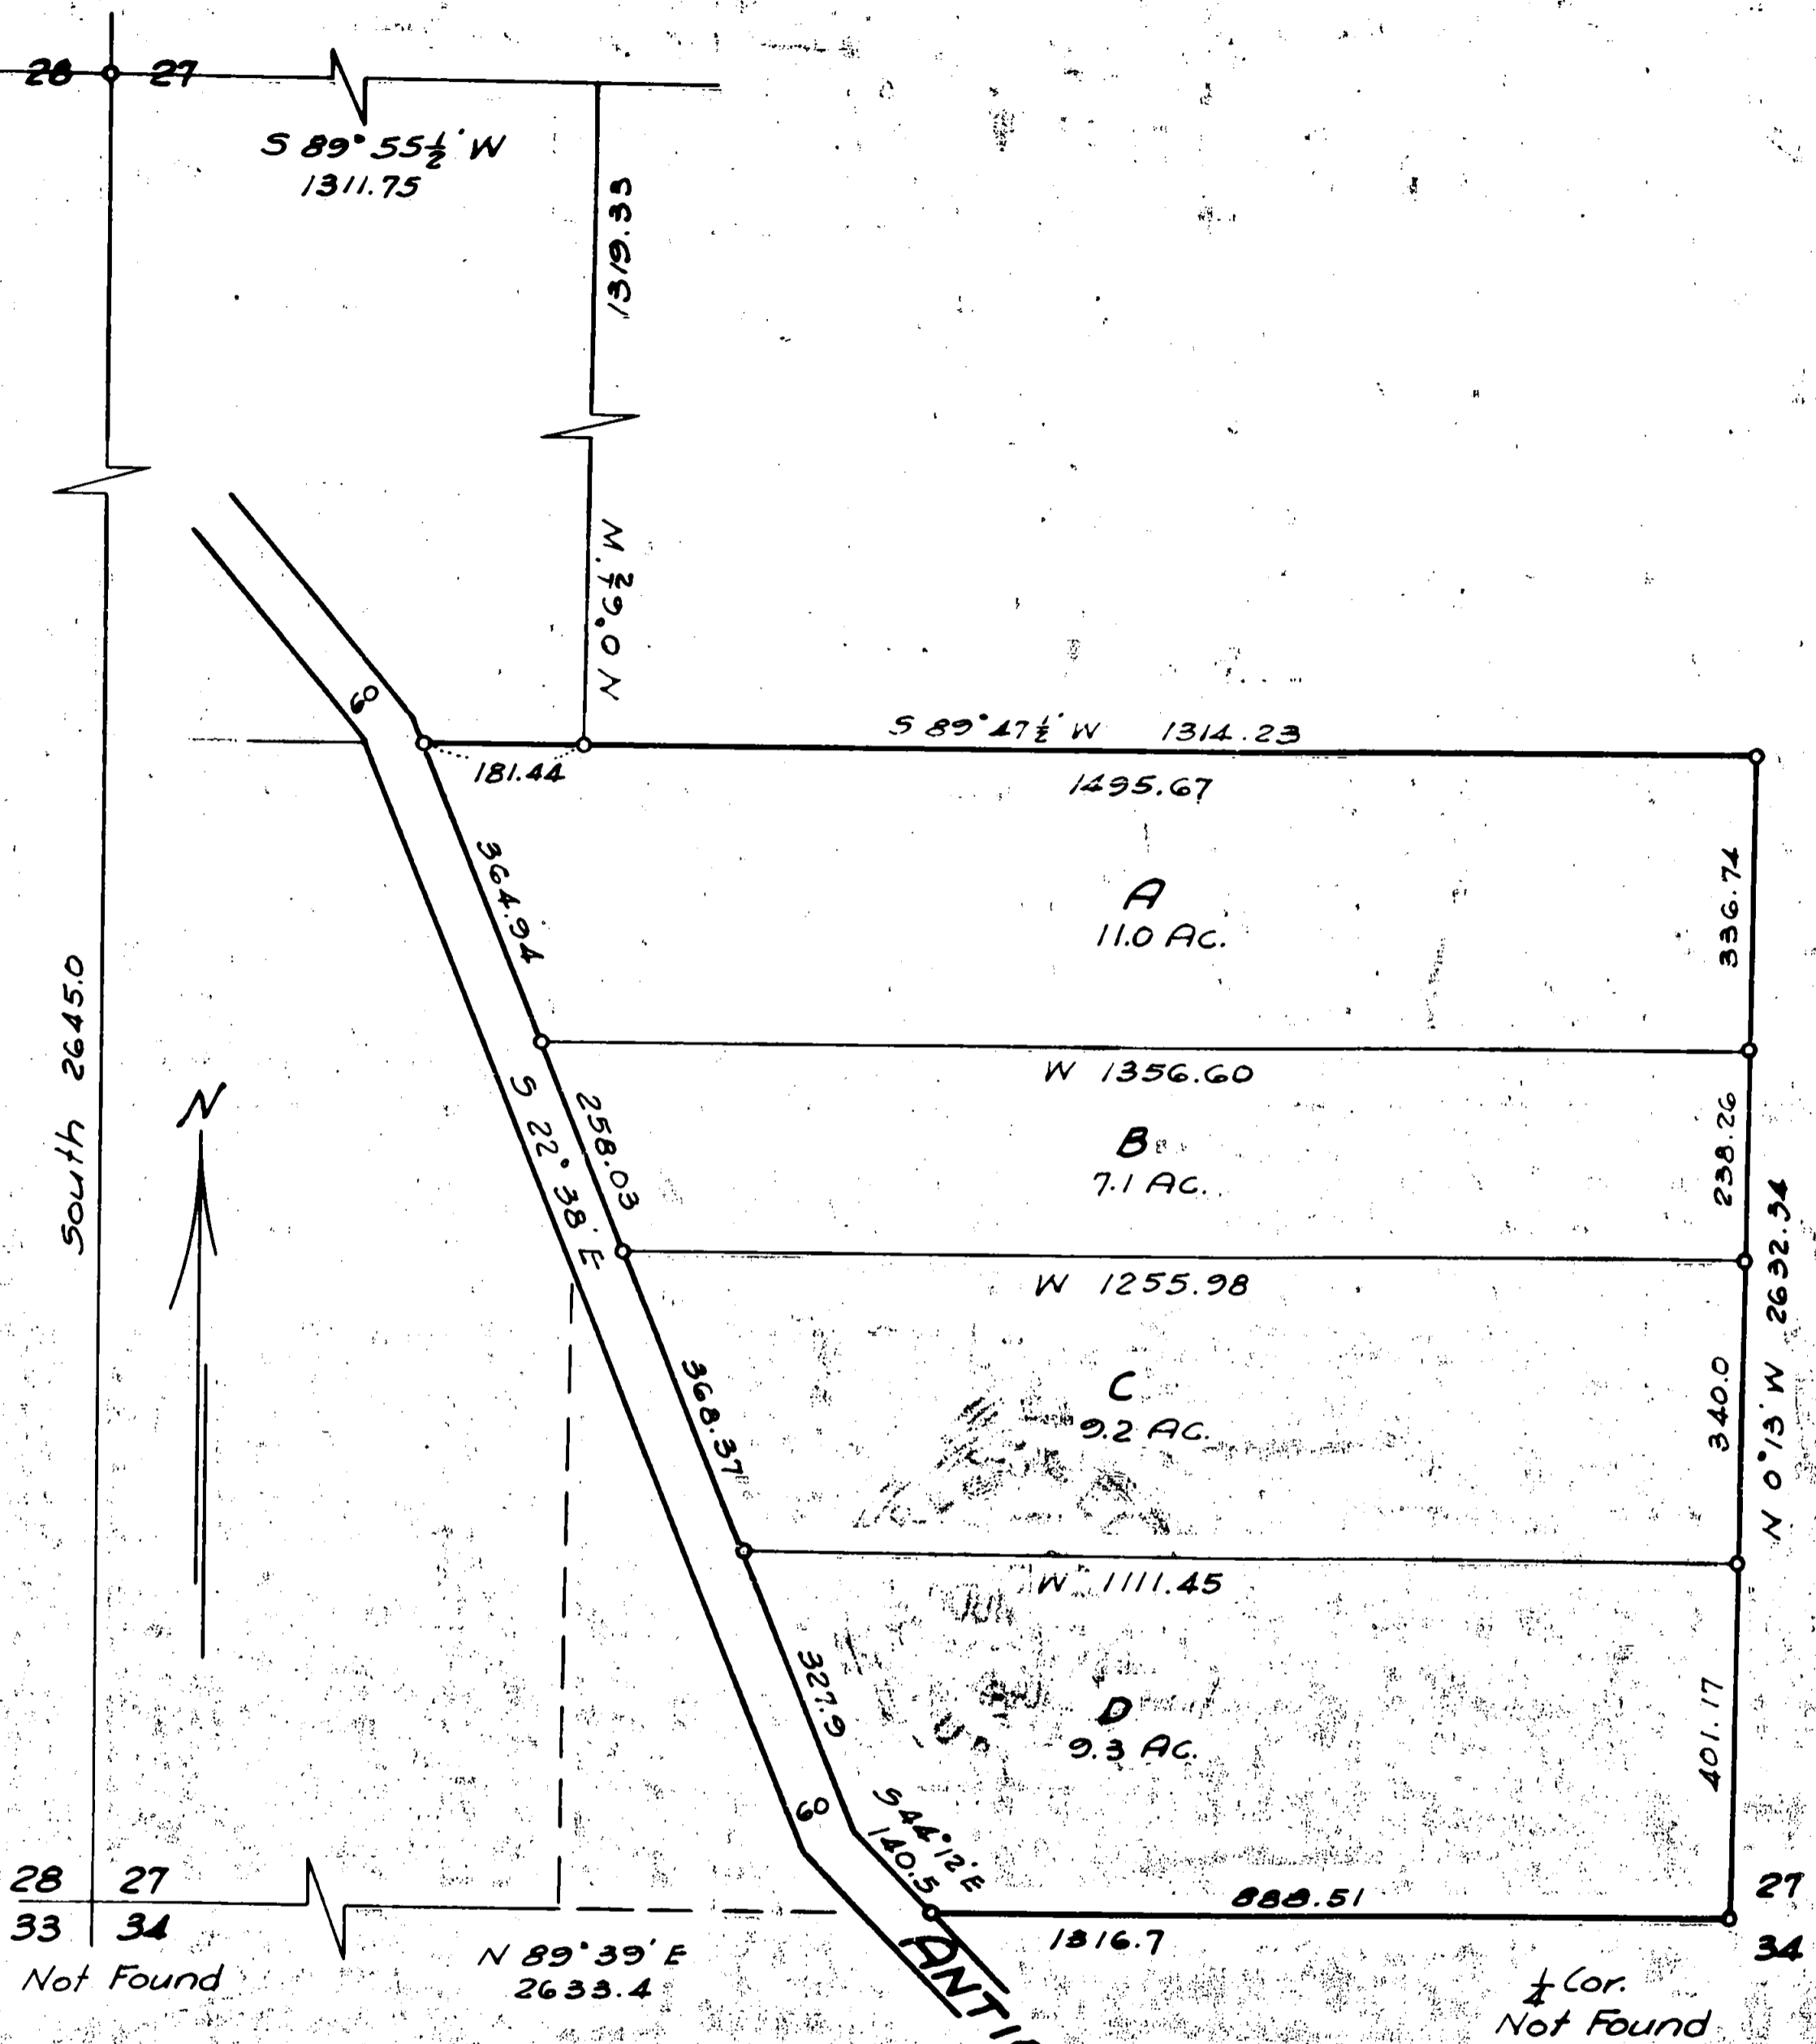 28 27
S 89° 55½' W
1311.75
1319.33
N 0° 6½' W
60
S 89° 47½' W 1314.23
181.44
1495.67
364.94
A
11.0 AC.
336.74
South 2645.0
W 1356.60
N
S 22° 38' E
258.03
B
7.1 AC.
238.26
N 0° 13' W 2632.34
W 1255.98
368.37
C
9.2 AC.
340.0
W 1111.45
327.9
D
9.3 AC.
401.17
60
S 44° 12' E
140.5
888.51
28 27
33 34
27
34
1316.7
N 89° 39' E
2633.4
Not Found
¼ Cor.
Not Found